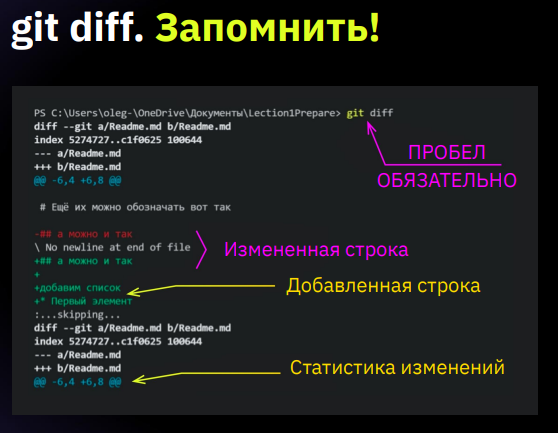 git diff. Запомнить!
PS C:\Users\oleg-\OneDrive\Документы\Lection1Prepare> git diff
diff --git a/Readme.md b/Readme.md
index 5274727..c1f0625 100644
--- a/Readme.md
+++ b/Readme.md
@@ -6,4 +6,8 @@
ПРОБЕЛ
ОБЯЗАТЕЛЬНО
# Ещё их можно обозначать вот так
-## а можно и так
\ No newline at end of file
+## а можно и так
Измененная строка
+
+добавим список
+* Первый элемент
Добавленная строка
:...skipping...
diff --git a/Readme.md b/Readme.md
index 5274727..c1f0625 100644
--- a/Readme.md
+++ b/Readme.md
@@ -6,4 +6,8 @@
Статистика изменений